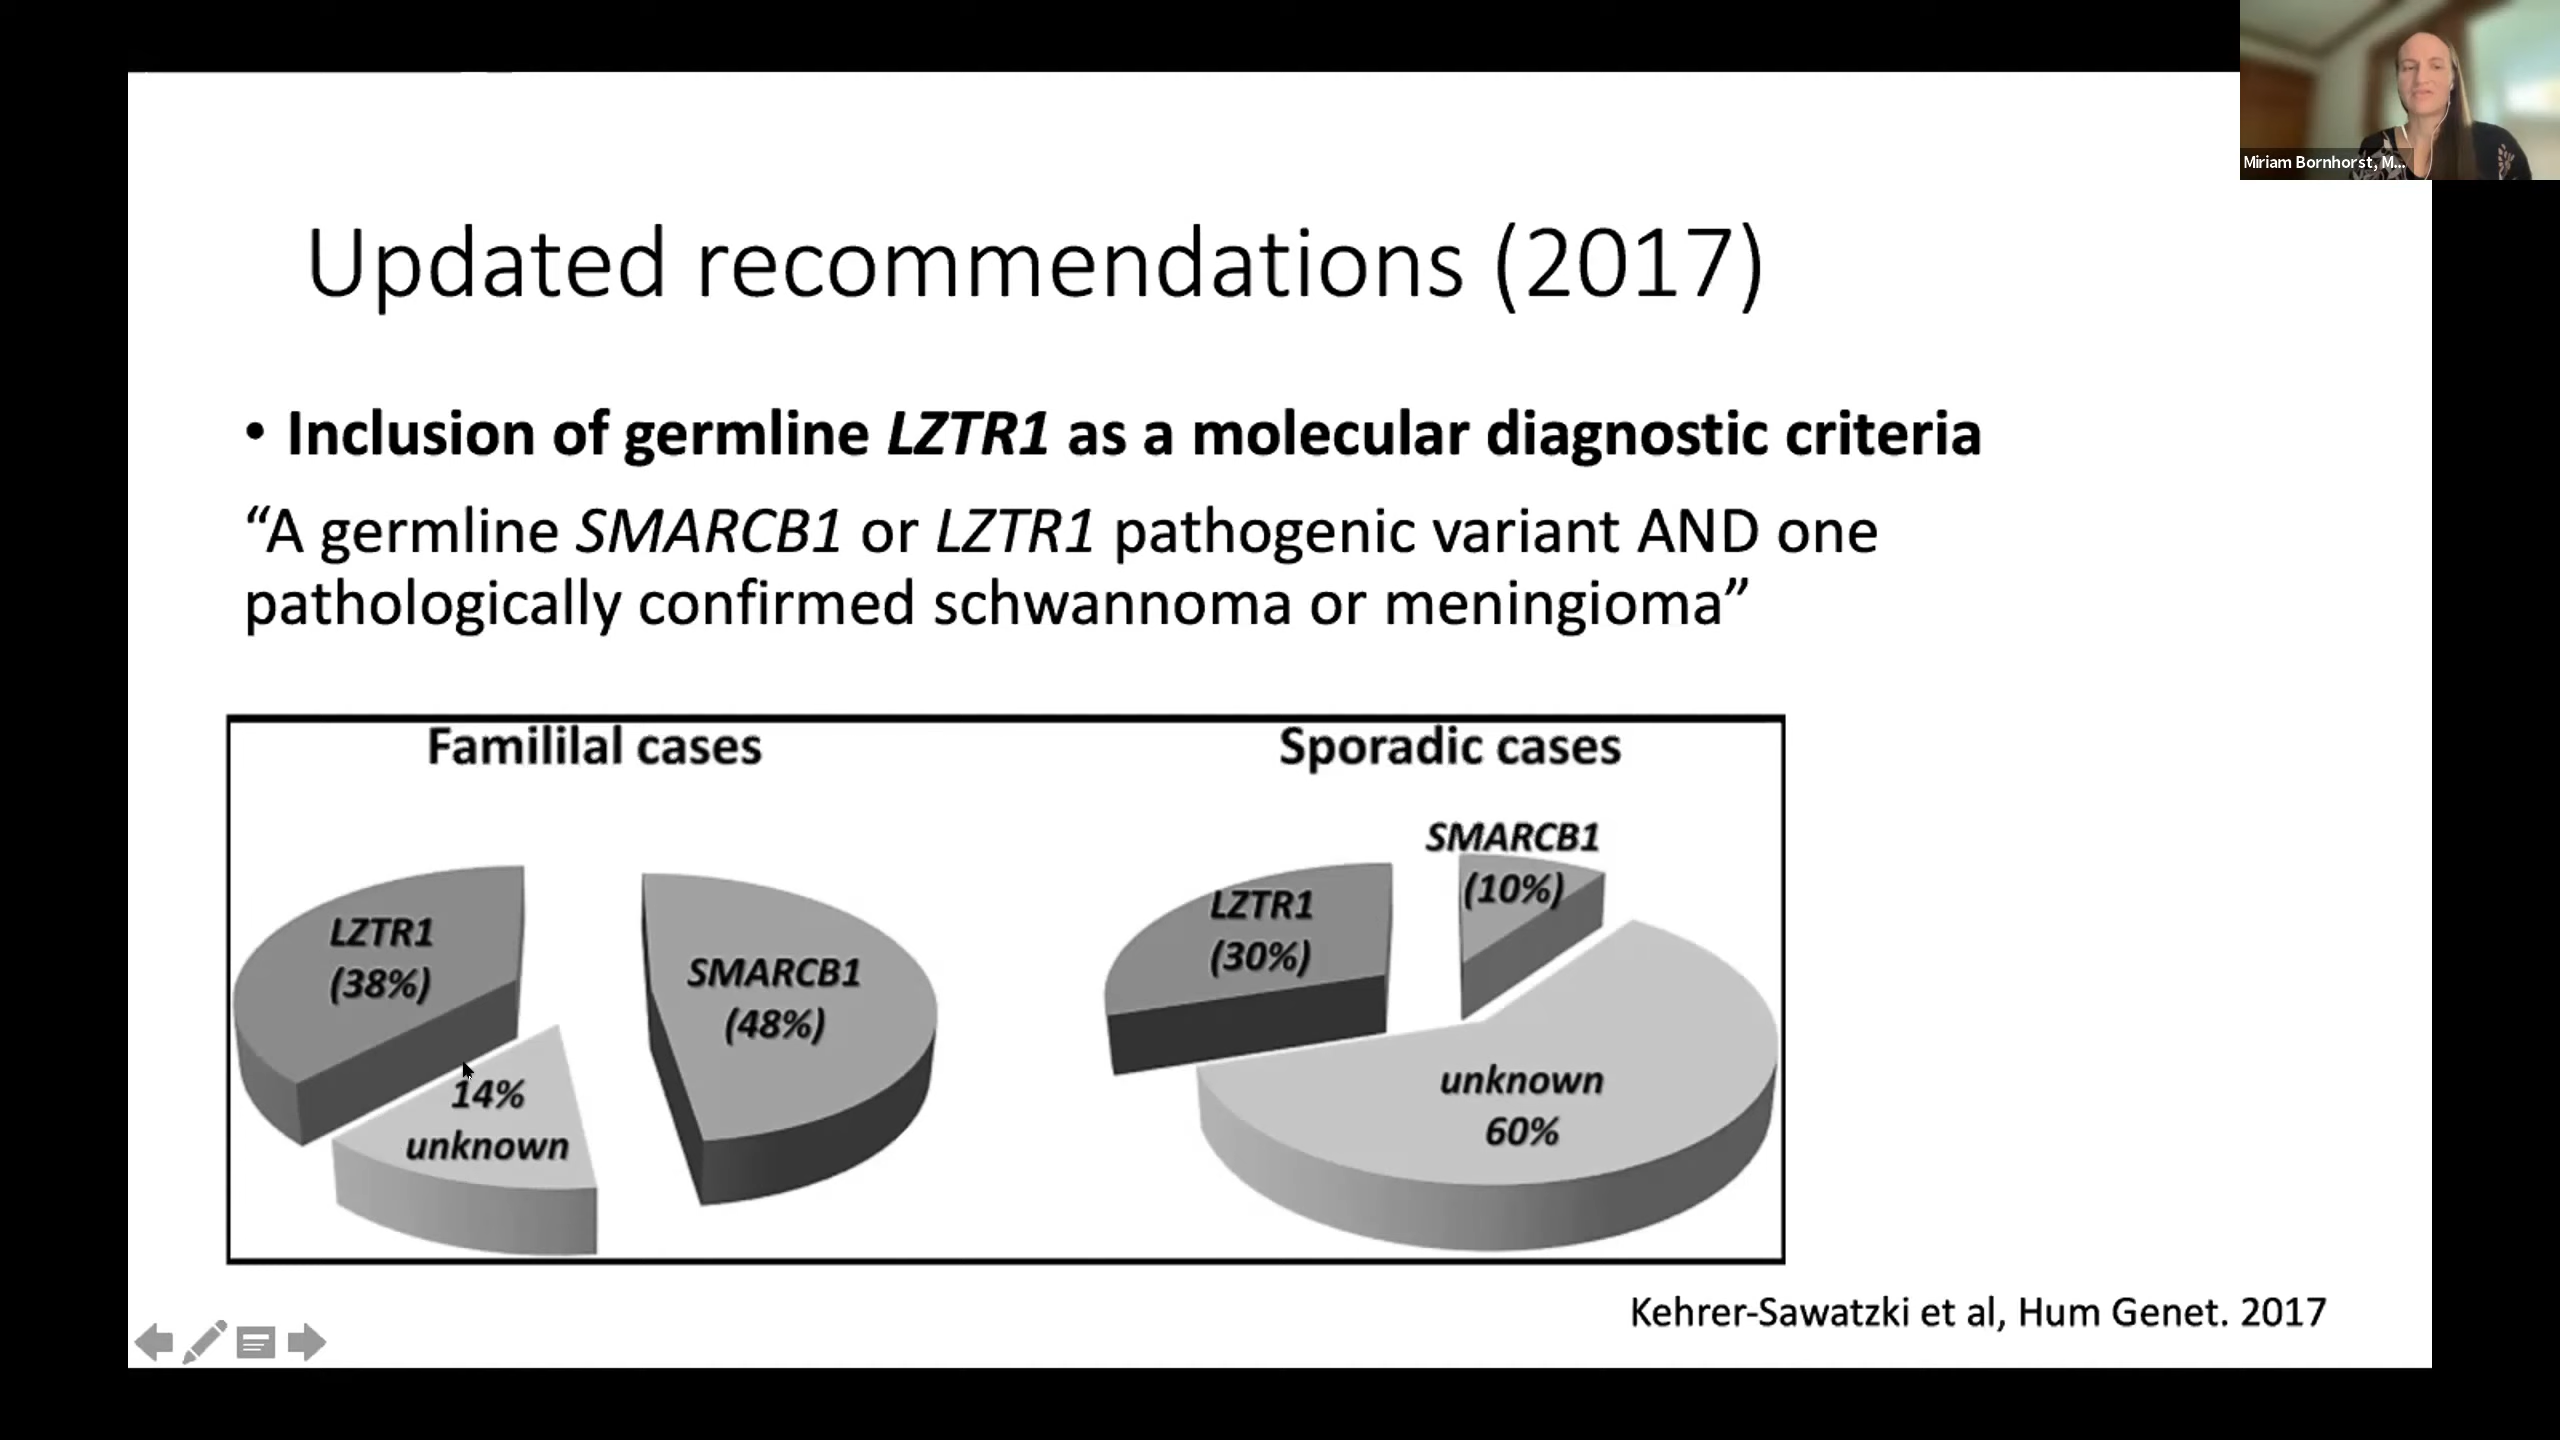 Miriam Bornhorst, M...
Updated recommendations (2017)
• Inclusion of germline LZTR1 as a molecular diagnostic criteria
“A germline SMARCB1 or LZTR1 pathogenic variant AND one
pathologically confirmed schwannoma or meningioma”
Famililal cases
LZTR1
(38%)
SMARCB1
(48%)
14%
unknown
Sporadic cases
SMARCB1
(10%)
LZTR1
(30%)
unknown
60%
Kehrer-Sawatzki et al, Hum Genet. 2017